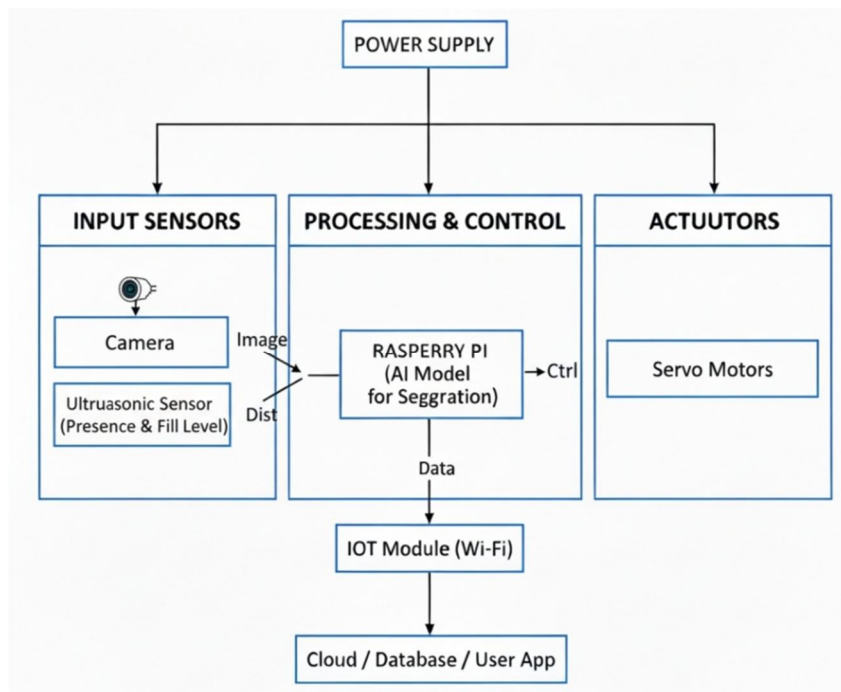 POWER SUPPLY
INPUT SENSORS
PROCESSING & CONTROL
ACTUUTORS
Camera
Image
Ultruasonic Sensor
(Presence & Fill Level)
Dist
RASPERRY PI
(AI Model
for Seggration)
Ctrl
Servo Motors
Data
IOT Module (Wi-Fi)
Cloud / Database / User App